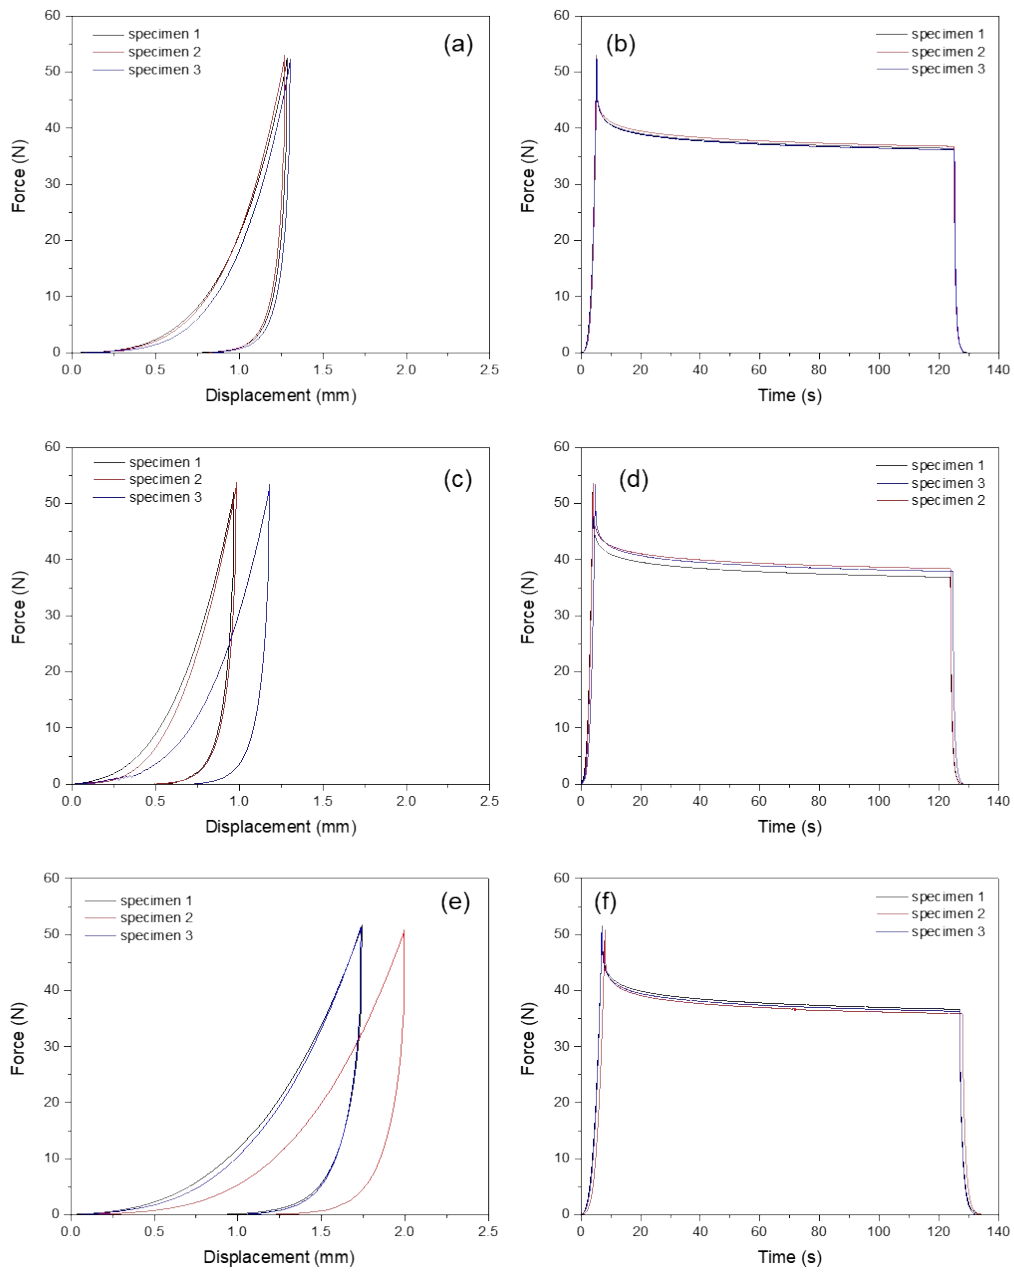 60
50
40
30
20
10
0
Force (N)
specimen 1
specimen 2
specimen 3
(a)
0.0 0.5 1.0 1.5 2.0 2.5
Displacement (mm)
60
50
40
30
20
10
0
Force (N)
(b)
specimen 1
specimen 2
specimen 3
0 20 40 60 80 100 120 140
Time (s)
60
50
40
30
20
10
0
Force (N)
specimen 1
specimen 2
specimen 3
(c)
0.0 0.5 1.0 1.5 2.0 2.5
Displacement (mm)
60
50
40
30
20
10
0
Force (N)
(d)
specimen 1
specimen 3
specimen 2
0 20 40 60 80 100 120 140
Time (s)
60
50
40
30
20
10
0
Force (N)
specimen 1
specimen 2
specimen 3
(e)
0.0 0.5 1.0 1.5 2.0 2.5
Displacement (mm)
60
50
40
30
20
10
0
Force (N)
(f)
specimen 1
specimen 2
specimen 3
0 20 40 60 80 100 120 140
Time (s)